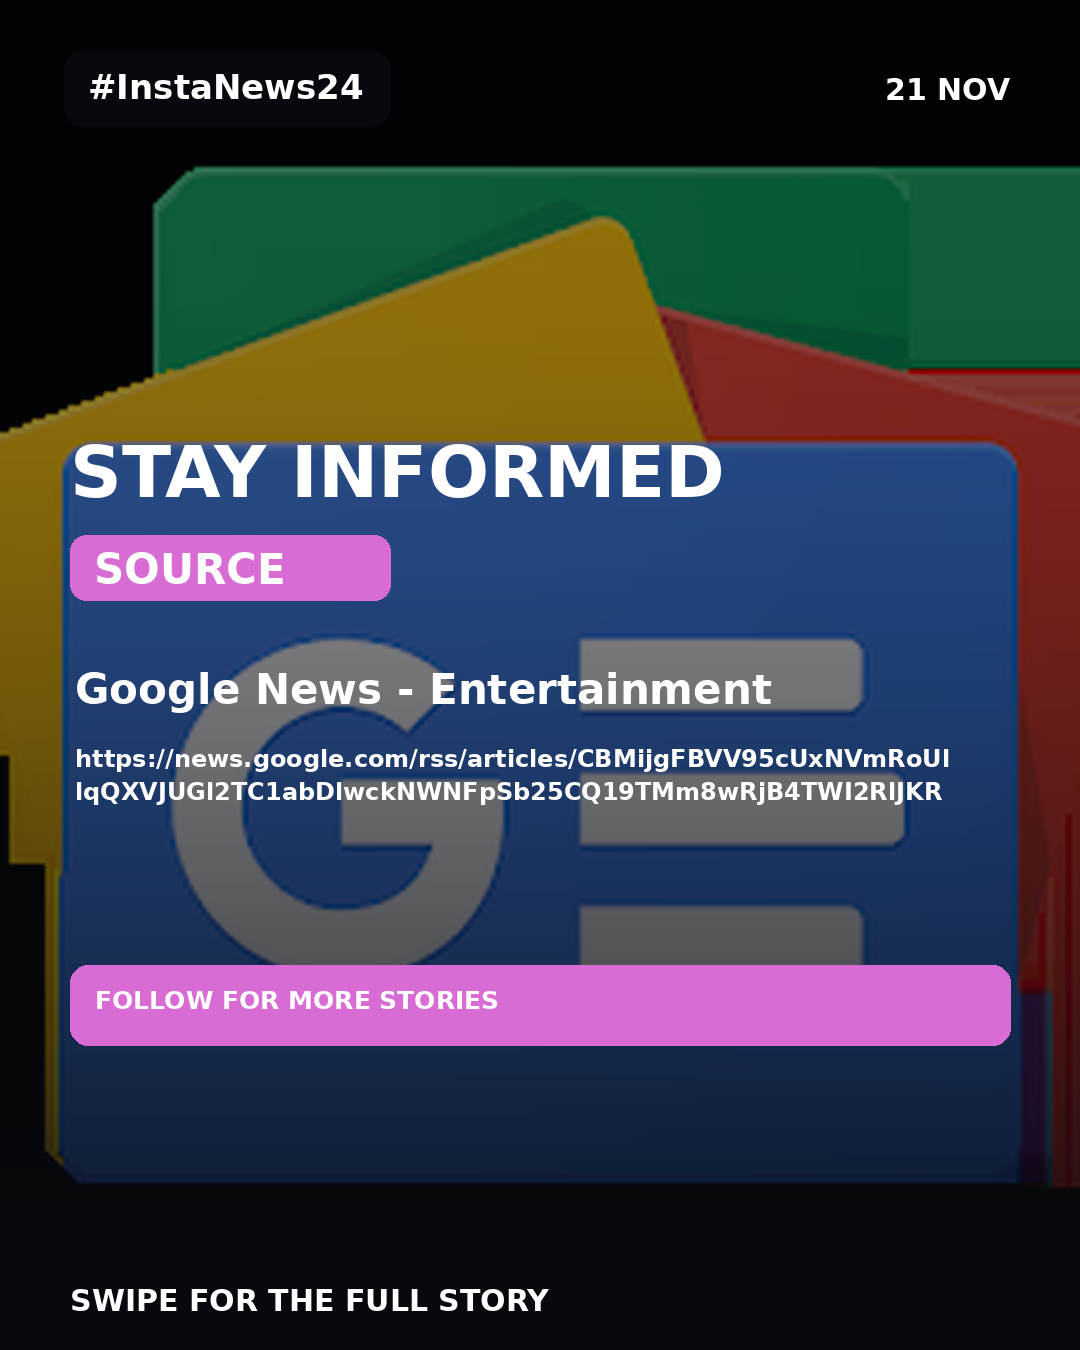 #InstaNews24
21 NOV
STAY INFORMED
SOURCE
Google News - Entertainment
https://news.google.com/rss/articles/CBMijgFBVV95cUxNVmRoUl
lqQXVJUGl2TC1abDlwckNWNFpSb25CQ19TMm8wRjB4TWI2RlJKR
FOLLOW FOR MORE STORIES
SWIPE FOR THE FULL STORY